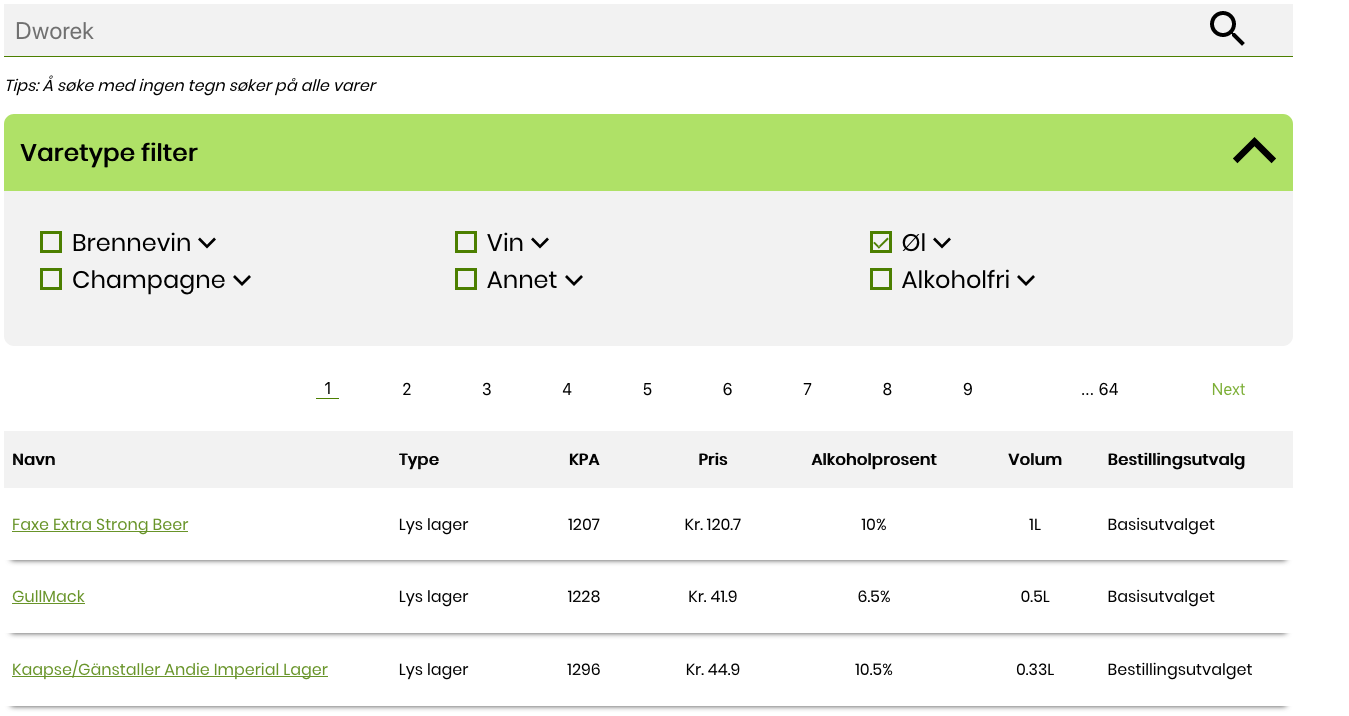 Dworek
Tips: Å søke med ingen tegn søker på alle varer
Varetype filter
Brennevin Vin Øl
Champagne Annet Alkoholfri
1 2 3 4 5 6 7 8 9 ... 64 Next
Navn Type KPA Pris Alkoholprosent Volum Bestillingsutvalg
Faxe Extra Strong Beer Lys lager 1207 Kr. 120.7 10% 1L Basisutvalget
GullMack Lys lager 1228 Kr. 41.9 6.5% 0.5L Basisutvalget
Kaapse/Gänstaller Andie Imperial Lager Lys lager 1296 Kr. 44.9 10.5% 0.33L Bestillingsutvalget